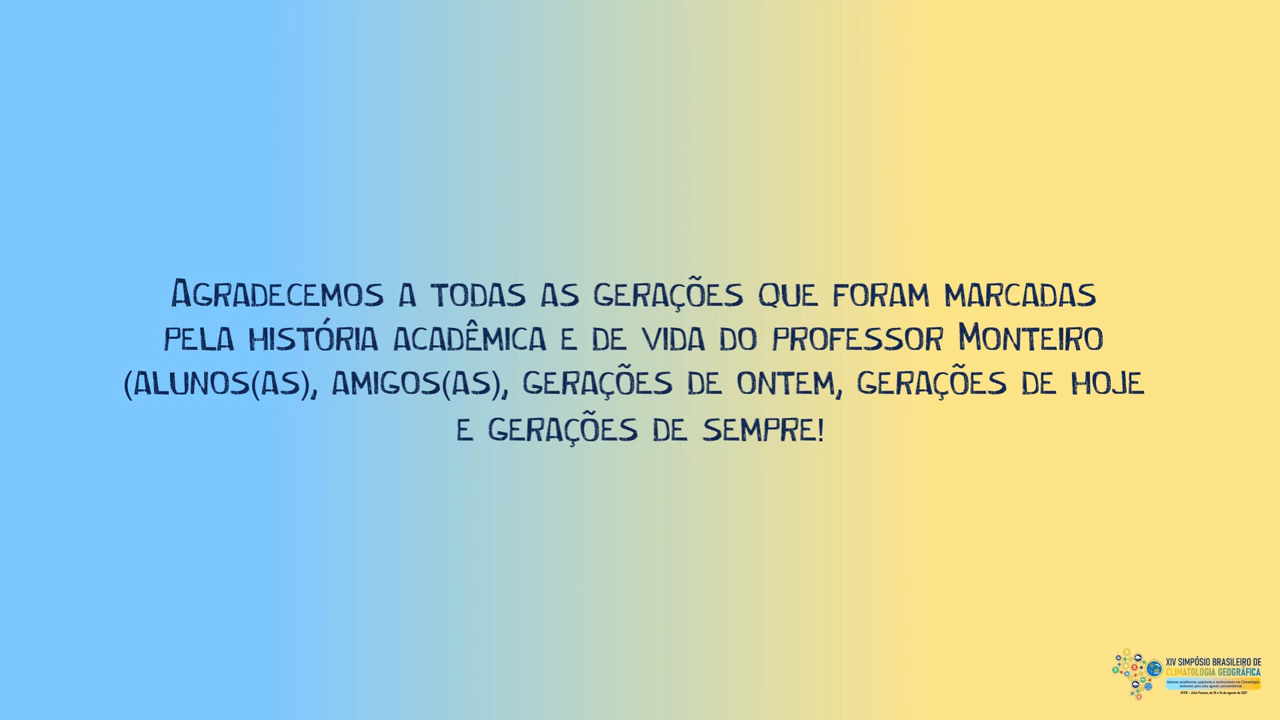 Agradecemos a todas as gerações que foram marcadas
pela história acadêmica e de vida do professor Monteiro
(alunos(as), amigos(as), gerações de ontem, gerações de hoje
e gerações de sempre!
XIV SIMPÓSIO BRASILEIRO DE
CLIMATOLOGIA GEOGRÁFICA